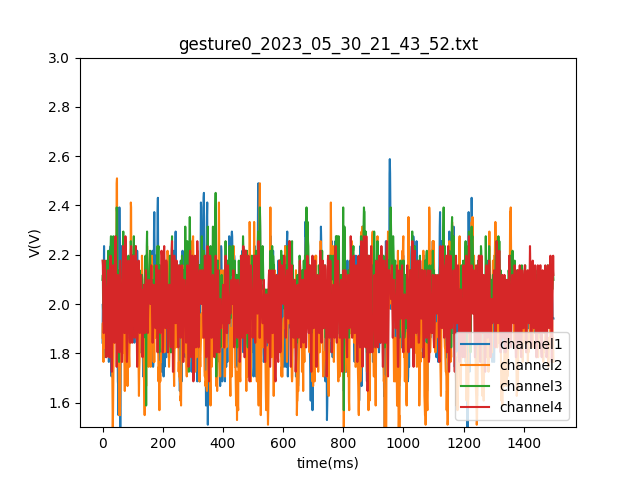 gesture0_2023_05_30_21_43_52.txt
3.0
2.8
2.6
2.4
2.2
2.0
1.8
1.6
V(V)
channel1
channel2
channel3
channel4
0 200 400 600 800 1000 1200 1400
time(ms)